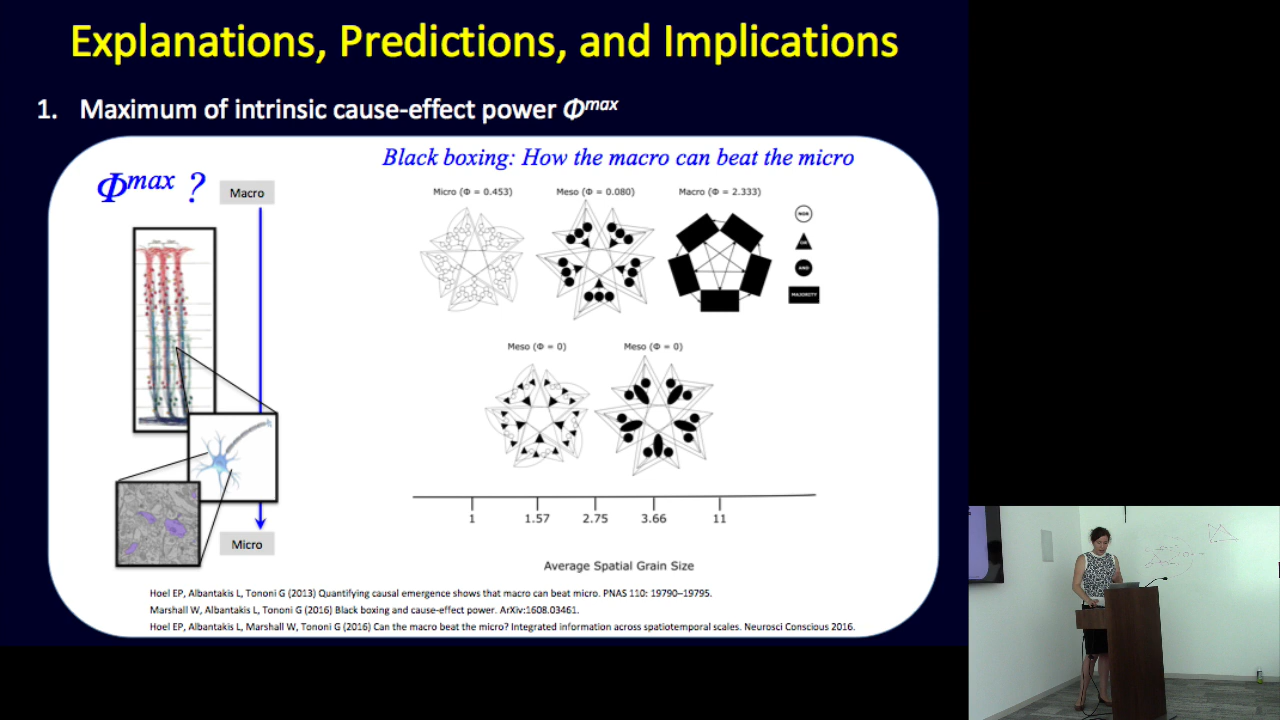 Explanations, Predictions, and Implications
1. Maximum of intrinsic cause-effect power Φmax
Φmax ?
Macro
Micro
Black boxing: How the macro can beat the micro
Micro (Φ = 0.453)
Meso (Φ = 0.080)
Macro (Φ = 2.333)
NOR
AND
MAJORITY
Meso (Φ = 0)
Meso (Φ = 0)
1
1.57
2.75
3.66
11
Average Spatial Grain Size
Hoel EP, Albantakis L, Tononi G (2013) Quantifying causal emergence shows that macro can beat micro. PNAS 110: 19790–19795.
Marshall W, Albantakis L, Tononi G (2016) Black boxing and cause-effect power. ArXiv:1608.03461.
Hoel EP, Albantakis L, Marshall W, Tononi G (2016) Can the macro beat the micro? Integrated information across spatiotemporal scales. Neurosci Conscious 2016.